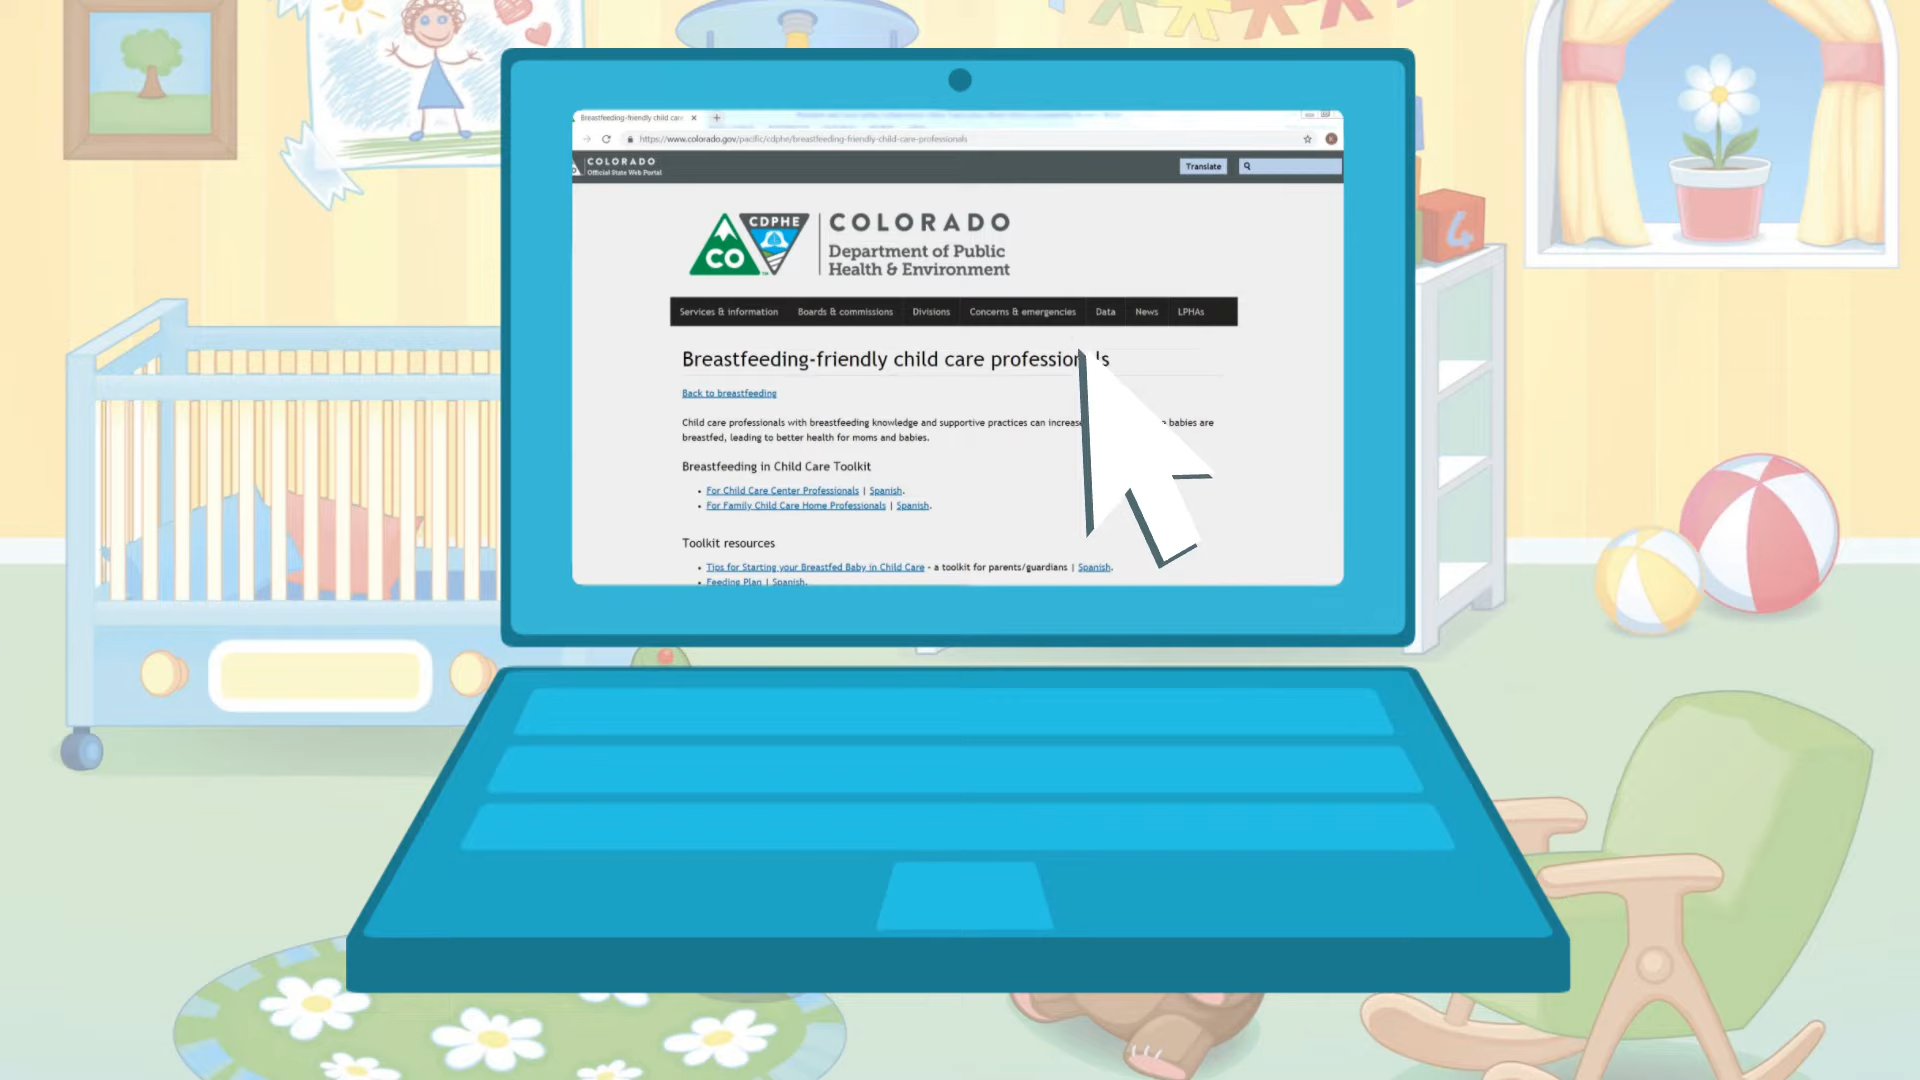 Breastfeeding-friendly child care
https://www.colorado.gov/pacific/cdphe/breastfeeding-friendly-child-care-professionals
COLORADO
Official State Web Portal
Translate
CDPHE
CO
COLORADO
Department of Public
Health & Environment
Services & information Boards & commissions Divisions Concerns & emergencies Data News LPHAs
Breastfeeding-friendly child care professionals
Back to breastfeeding
Child care professionals with breastfeeding knowledge and supportive practices can increase babies are
breastfed, leading to better health for moms and babies.
Breastfeeding in Child Care Toolkit
• For Child Care Center Professionals | Spanish.
• For Family Child Care Home Professionals | Spanish.
Toolkit resources
• Tips for Starting your Breastfed Baby in Child Care - a toolkit for parents/guardians | Spanish.
• Feeding Plan | Spanish.
4